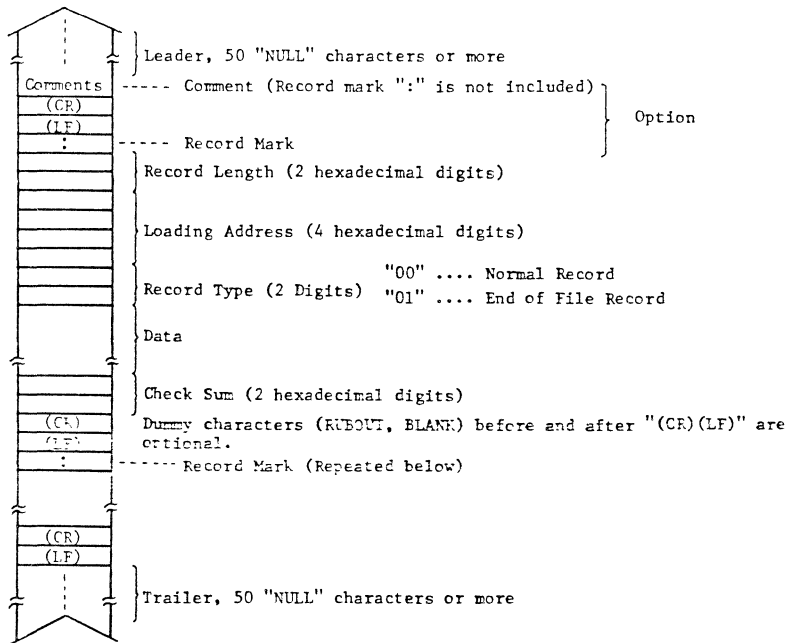 Leader, 50 "NULL" characters or more
Comments ----- Comment (Record mark ":" is not included)
(CR)
Option
(LF)
: ----- Record Mark
Record Length (2 hexadecimal digits)
Loading Address (4 hexadecimal digits)
"00" .... Normal Record
Record Type (2 Digits)
"01" .... End of File Record
Data
Check Sum (2 hexadecimal digits)
(CR) Dummy characters (RUBOUT, BLANK) before and after "(CR)(LF)" are
(LF) optional.
: ------ Record Mark (Repeated below)
(CR)
(LF)
Trailer, 50 "NULL" characters or more